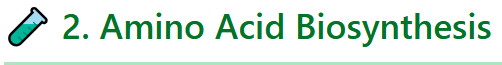 2. Amino Acid Biosynthesis